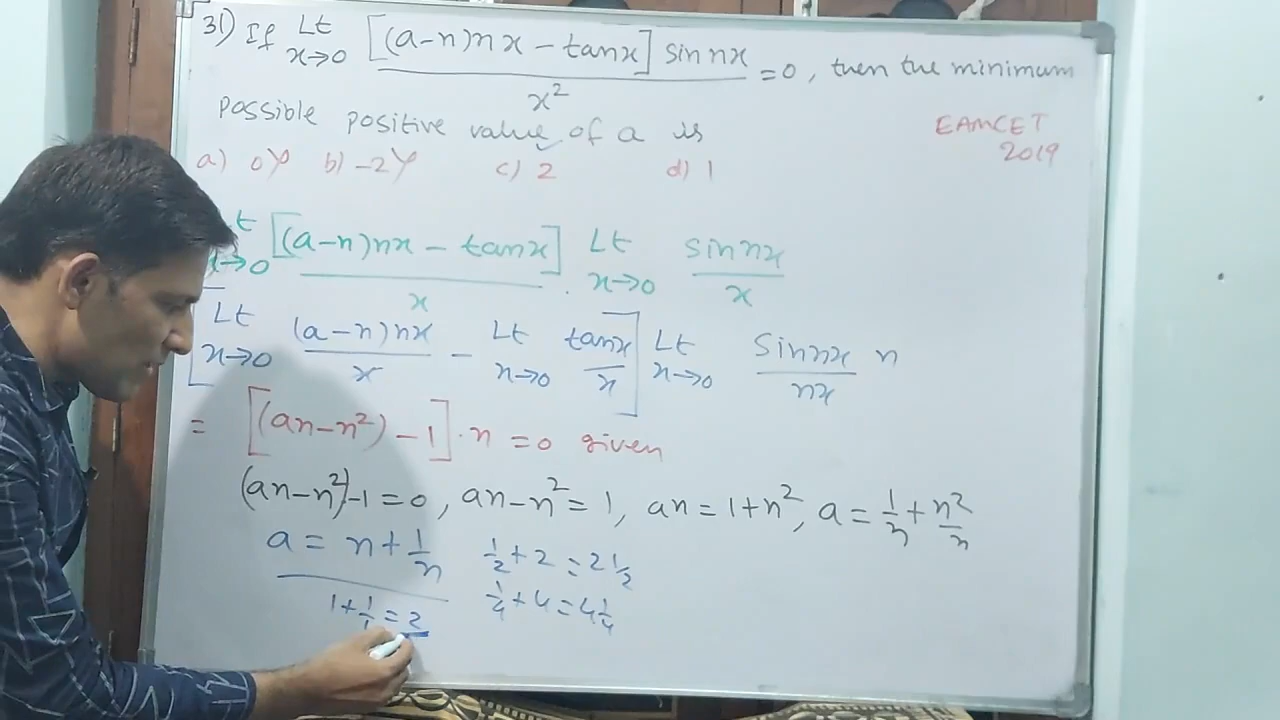 31) If Lt x→0 [(a-n)nx - tanx] sin nx / x² = 0, then the minimum
possible positive value of a is
EAMCET
2019
a) 0 b) -2 c) 2 d) 1
t x→0 [(a-n)nx - tanx] / x . Lt x→0 sin nx / x
[Lt x→0 (a-n)nx / x - Lt x→0 tanx / x] Lt x→0 Sin nx / nx n
= [(an-n²) - 1] . n = 0 given
(an-n²)-1 = 0, an-n² = 1, an = 1+n², a = 1/n + n²/n
a = n + 1/n 1/2 + 2 = 2 1/2
1 + 1/1 = 2 1/4 + 4 = 4 1/4